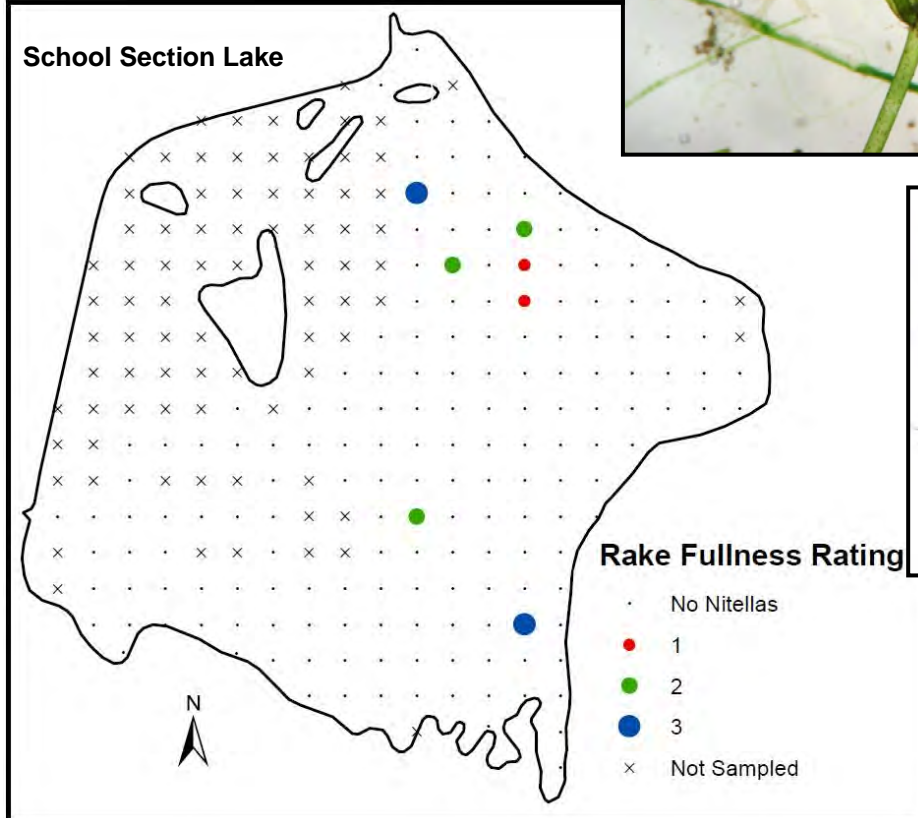 School Section Lake
N
Rake Fullness Rating
No Nitellas
1
2
3
Not Sampled